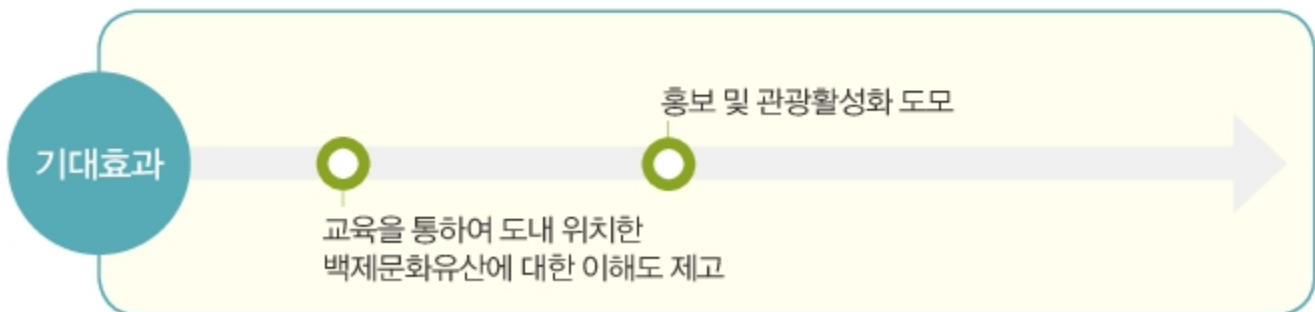 기대효과
교육을 통하여 도내 위치한
백제문화유산에 대한 이해도 제고
홍보 및 관광활성화 도모